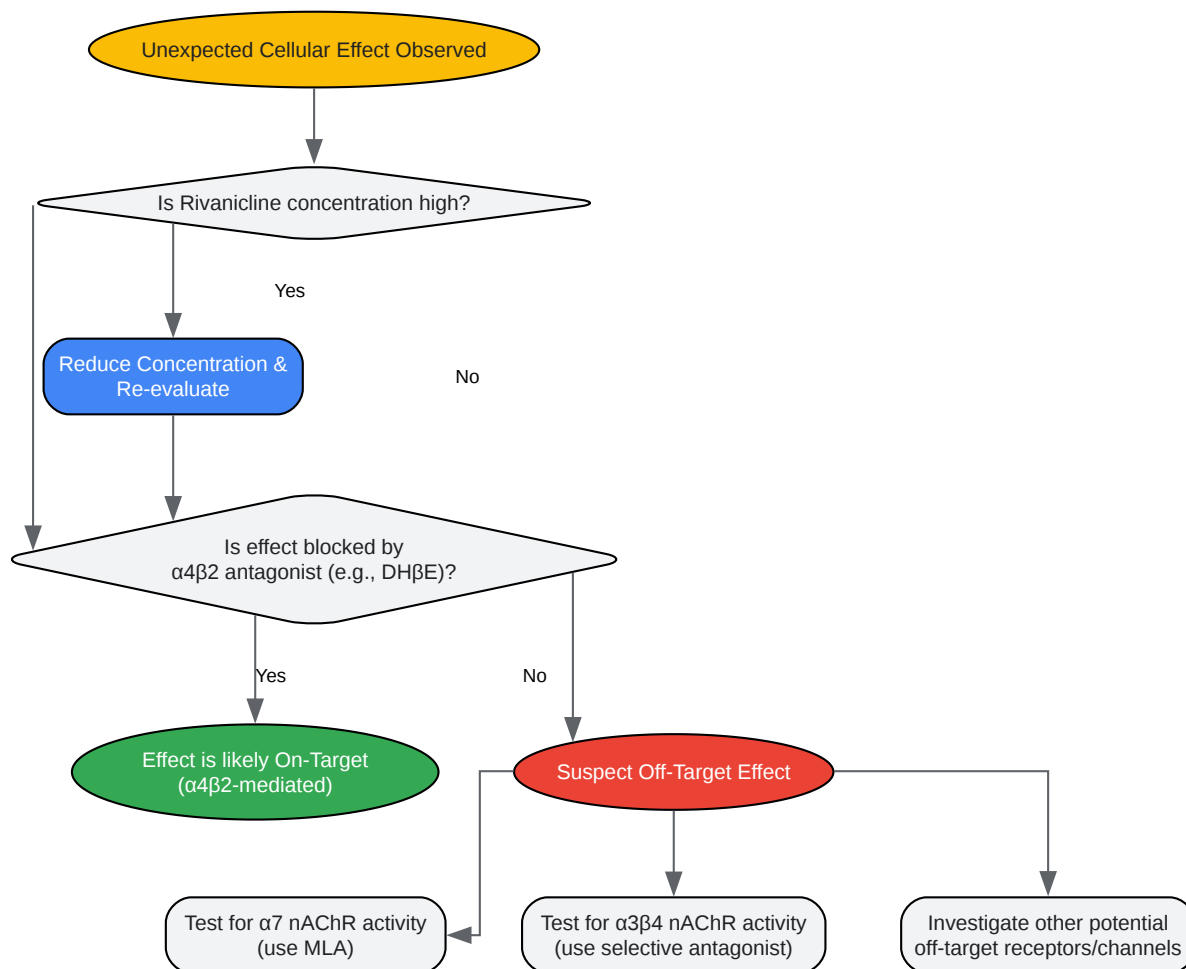 Unexpected Cellular Effect Observed
Is Rivanicline concentration high?
Yes
Reduce Concentration &
Re-evaluate
No
Is effect blocked by
α4β2 antagonist (e.g., DHβE)?
Yes
No
Effect is likely On-Target
(α4β2-mediated)
Suspect Off-Target Effect
Test for α7 nAChR activity
(use MLA)
Test for α3β4 nAChR activity
(use selective antagonist)
Investigate other potential
off-target receptors/channels